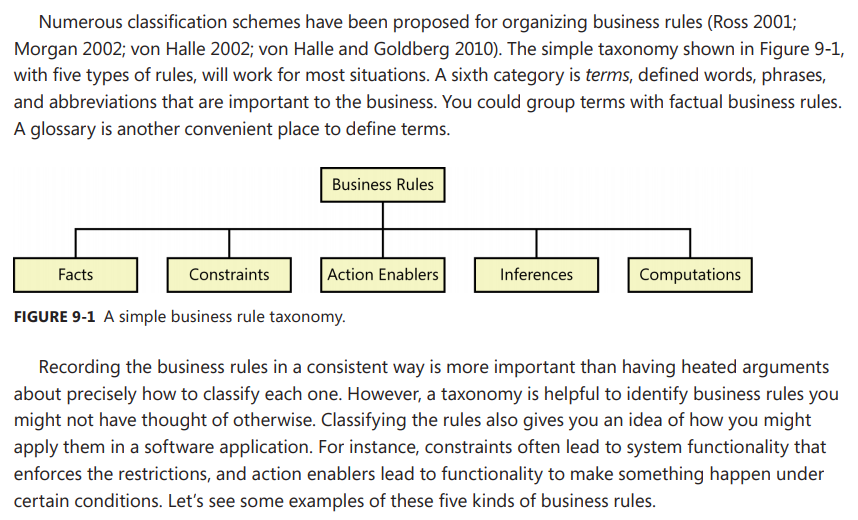 Numerous classification schemes have been proposed for organizing business rules (Ross 2001;
Morgan 2002; von Halle 2002; von Halle and Goldberg 2010). The simple taxonomy shown in Figure 9-1,
with five types of rules, will work for most situations. A sixth category is terms, defined words, phrases,
and abbreviations that are important to the business. You could group terms with factual business rules.
A glossary is another convenient place to define terms.
Business Rules
Facts
Constraints
Action Enablers
Inferences
Computations
FIGURE 9-1 A simple business rule taxonomy.
Recording the business rules in a consistent way is more important than having heated arguments
about precisely how to classify each one. However, a taxonomy is helpful to identify business rules you
might not have thought of otherwise. Classifying the rules also gives you an idea of how you might
apply them in a software application. For instance, constraints often lead to system functionality that
enforces the restrictions, and action enablers lead to functionality to make something happen under
certain conditions. Let’s see some examples of these five kinds of business rules.